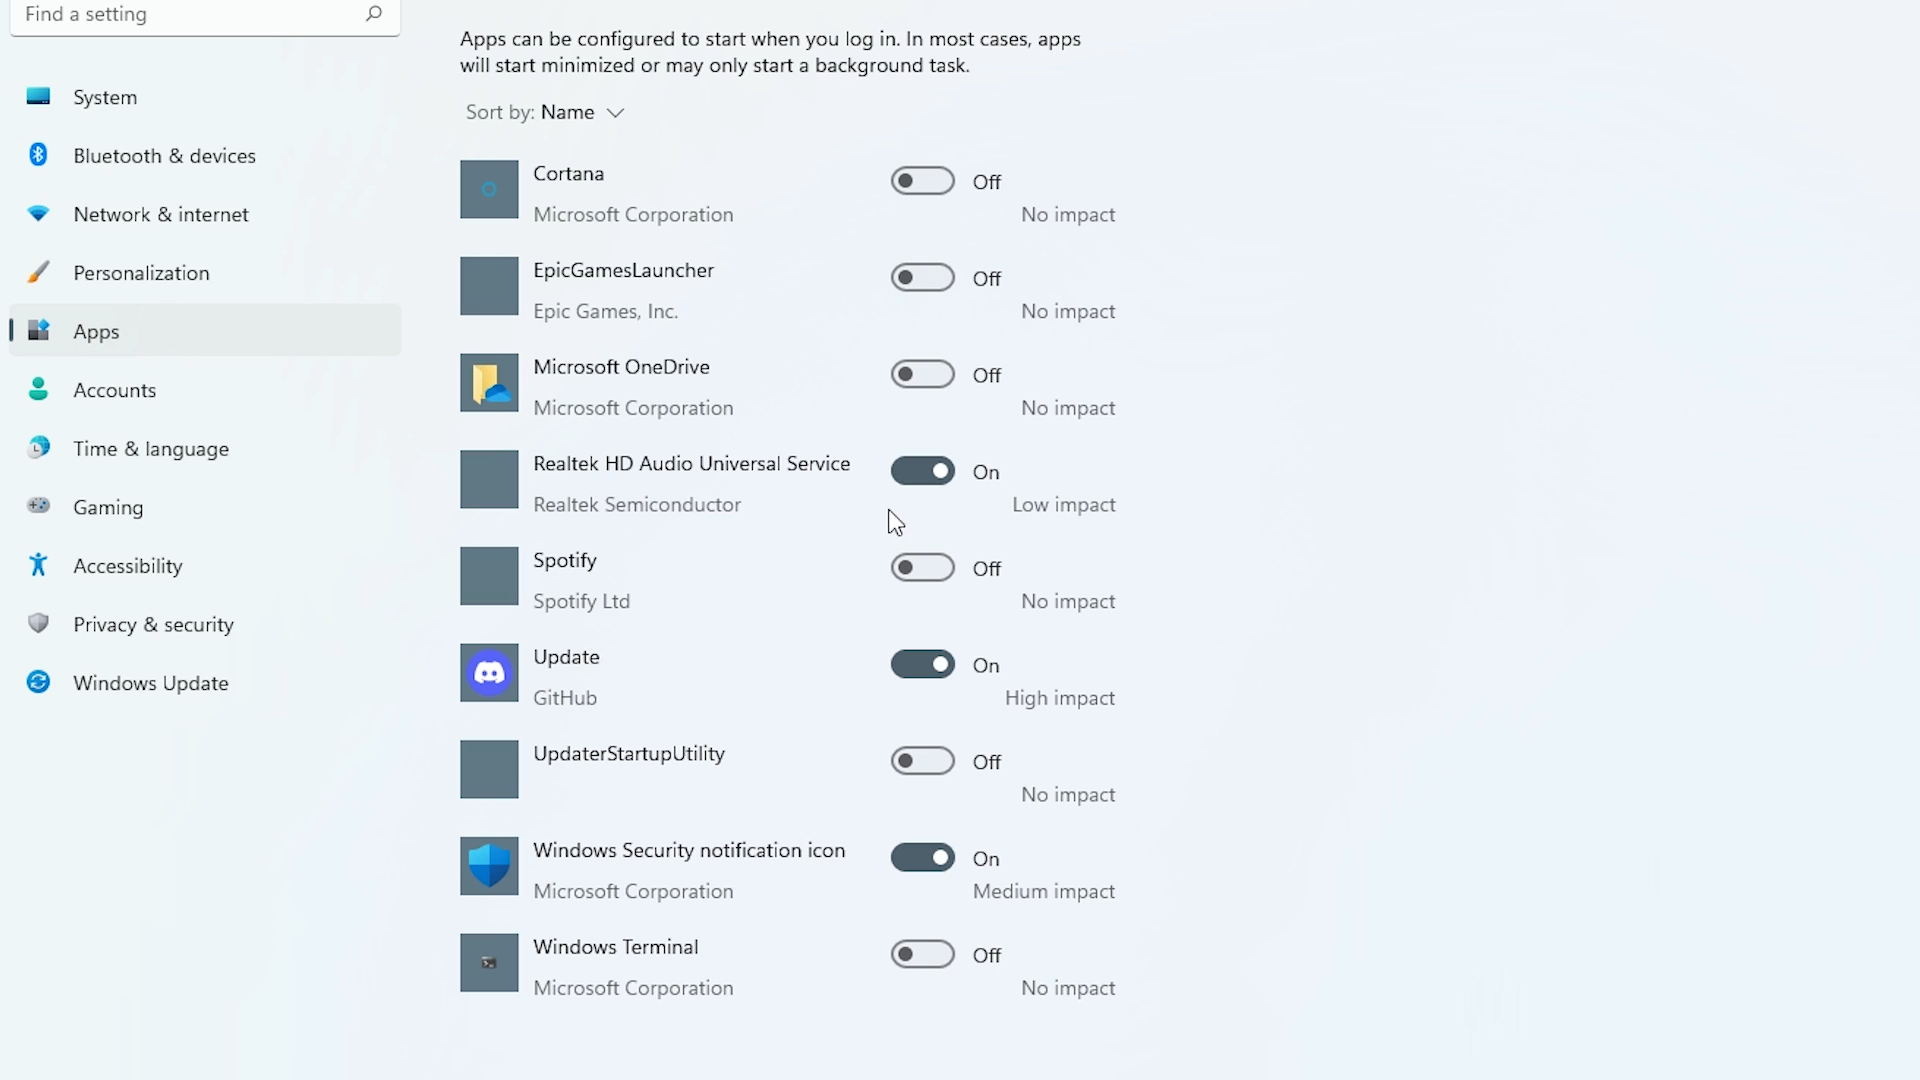 Find a setting
System
Bluetooth & devices
Network & internet
Personalization
Apps
Accounts
Time & language
Gaming
Accessibility
Privacy & security
Windows Update
Apps can be configured to start when you log in. In most cases, apps
will start minimized or may only start a background task.
Sort by: Name
Cortana
Off
Microsoft Corporation
No impact
EpicGamesLauncher
Off
Epic Games, Inc.
No impact
Microsoft OneDrive
Off
Microsoft Corporation
No impact
Realtek HD Audio Universal Service
On
Realtek Semiconductor
Low impact
Spotify
Off
Spotify Ltd
No impact
Update
On
GitHub
High impact
UpdaterStartupUtility
Off
No impact
Windows Security notification icon
On
Microsoft Corporation
Medium impact
Windows Terminal
Off
Microsoft Corporation
No impact